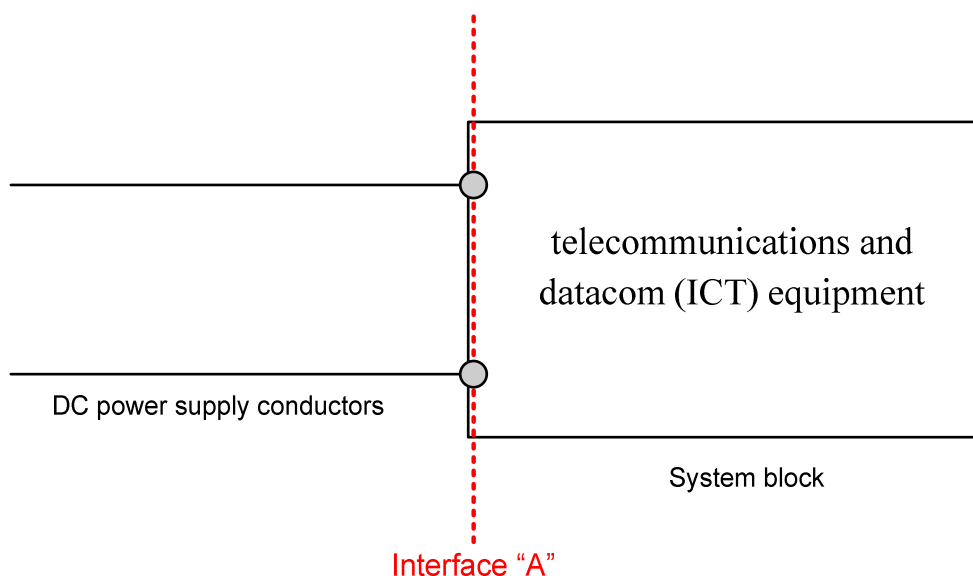 telecommunications and
datacom (ICT) equipment
DC power supply conductors
System block
Interface “A”